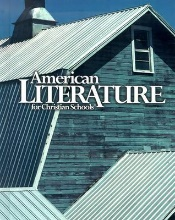 American
LITERATURE
for Christian Schools